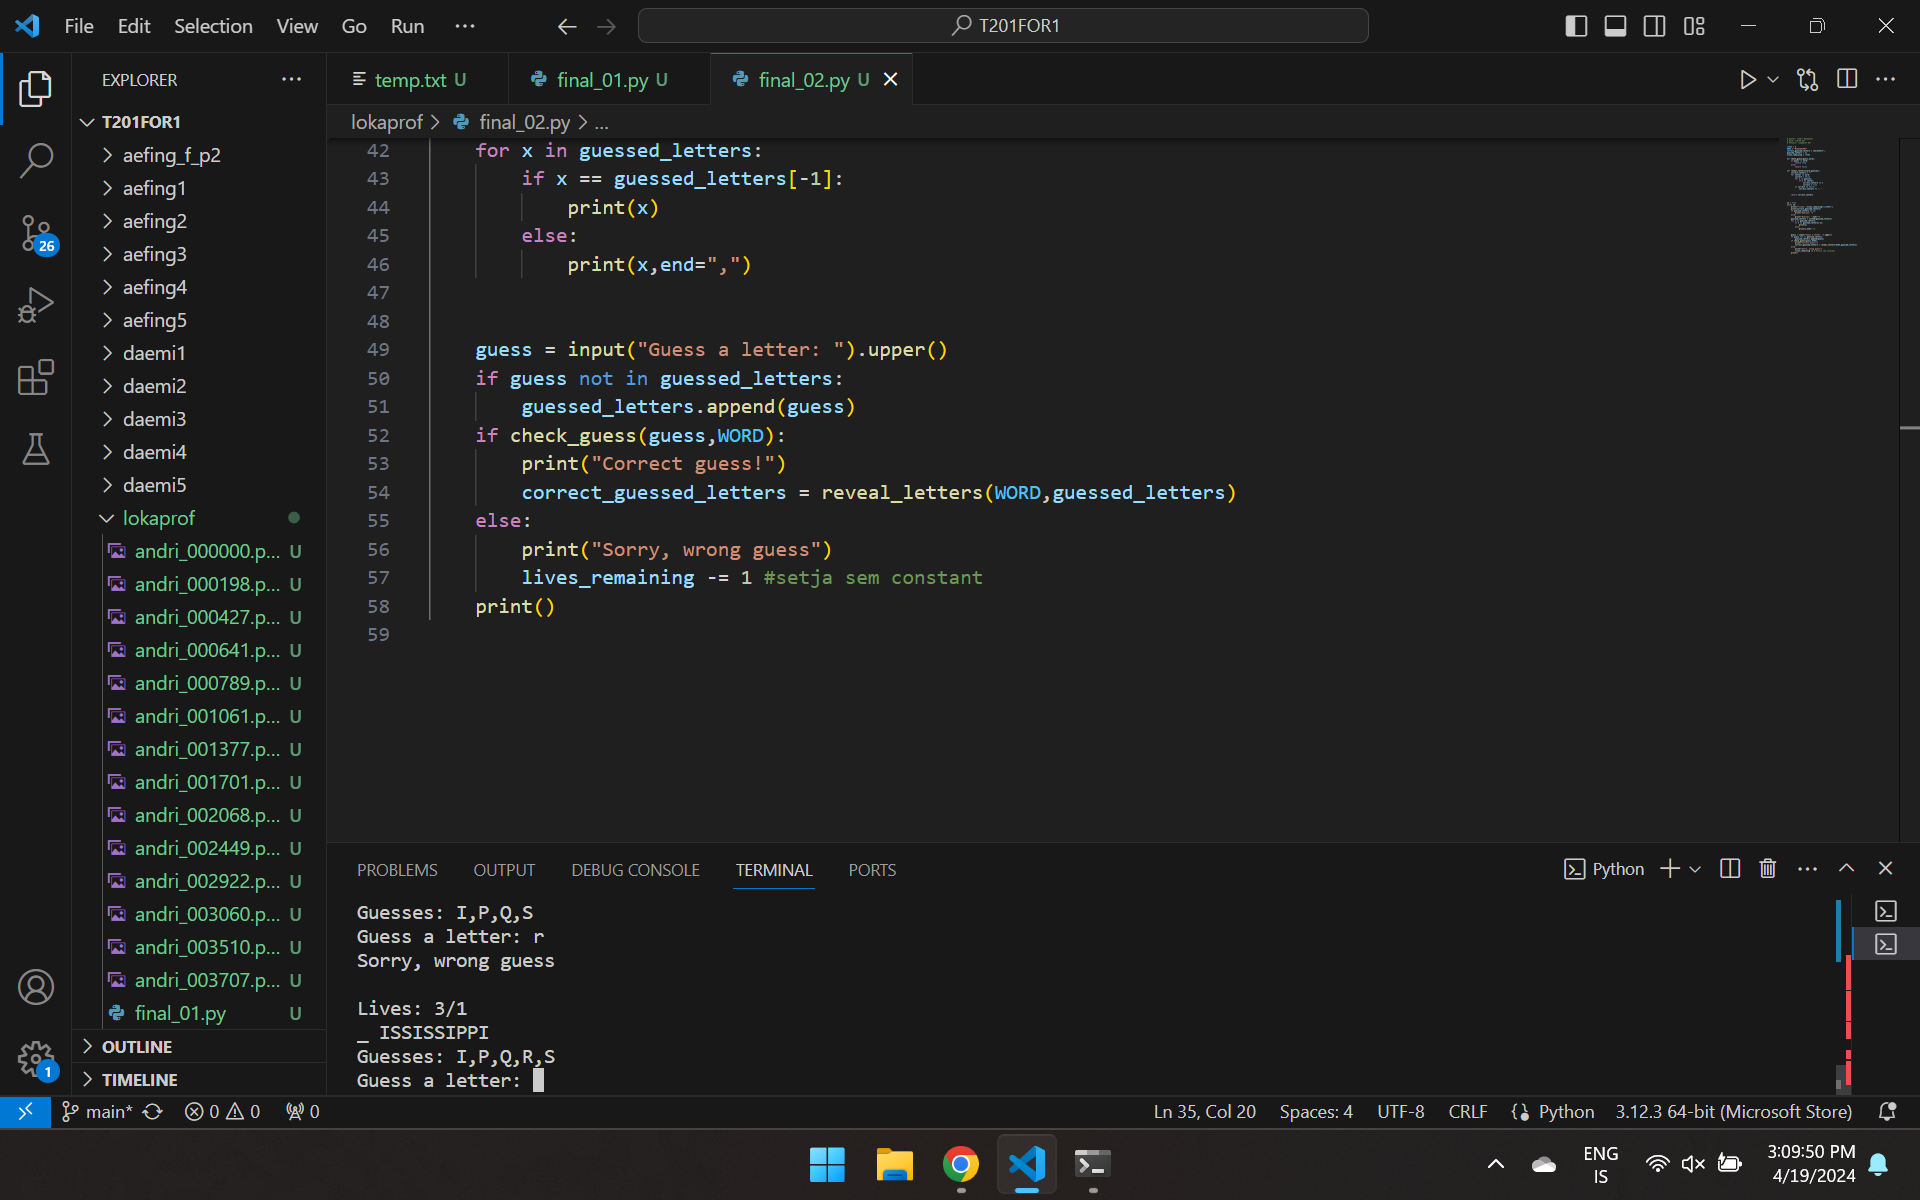 File Edit Selection View Go Run ··· T201FOR1
EXPLORER
temp.txt U final_01.py U final_02.py U
lokaprof > final_02.py > ...
T201FOR1
aefing_f_p2
aefing1
aefing2
aefing3
aefing4
aefing5
daemi1
daemi2
daemi3
daemi4
daemi5
lokaprof
andri_000000.p... U
andri_000198.p... U
andri_000427.p... U
andri_000641.p... U
andri_000789.p... U
andri_001061.p... U
andri_001377.p... U
andri_001701.p... U
andri_002068.p... U
andri_002449.p... U
andri_002922.p... U
andri_003060.p... U
andri_003510.p... U
andri_003707.p... U
final_01.py U
OUTLINE
TIMELINE
26
1
42 for x in guessed_letters:
43 if x == guessed_letters[-1]:
44 print(x)
45 else:
46 print(x,end=",")
47
48
49 guess = input("Guess a letter: ").upper()
50 if guess not in guessed_letters:
51 guessed_letters.append(guess)
52 if check_guess(guess,WORD):
53 print("Correct guess!")
54 correct_guessed_letters = reveal_letters(WORD,guessed_letters)
55 else:
56 print("Sorry, wrong guess")
57 lives_remaining -= 1 #setja sem constant
58 print()
59
PROBLEMS OUTPUT DEBUG CONSOLE TERMINAL PORTS Python
Guesses: I,P,Q,S
Guess a letter: r
Sorry, wrong guess
Lives: 3/1
_ ISSISSIPPI
Guesses: I,P,Q,R,S
Guess a letter:
main* 0 0 0 Ln 35, Col 20 Spaces: 4 UTF-8 CRLF Python 3.12.3 64-bit (Microsoft Store)
ENG
IS
3:09:50 PM
4/19/2024